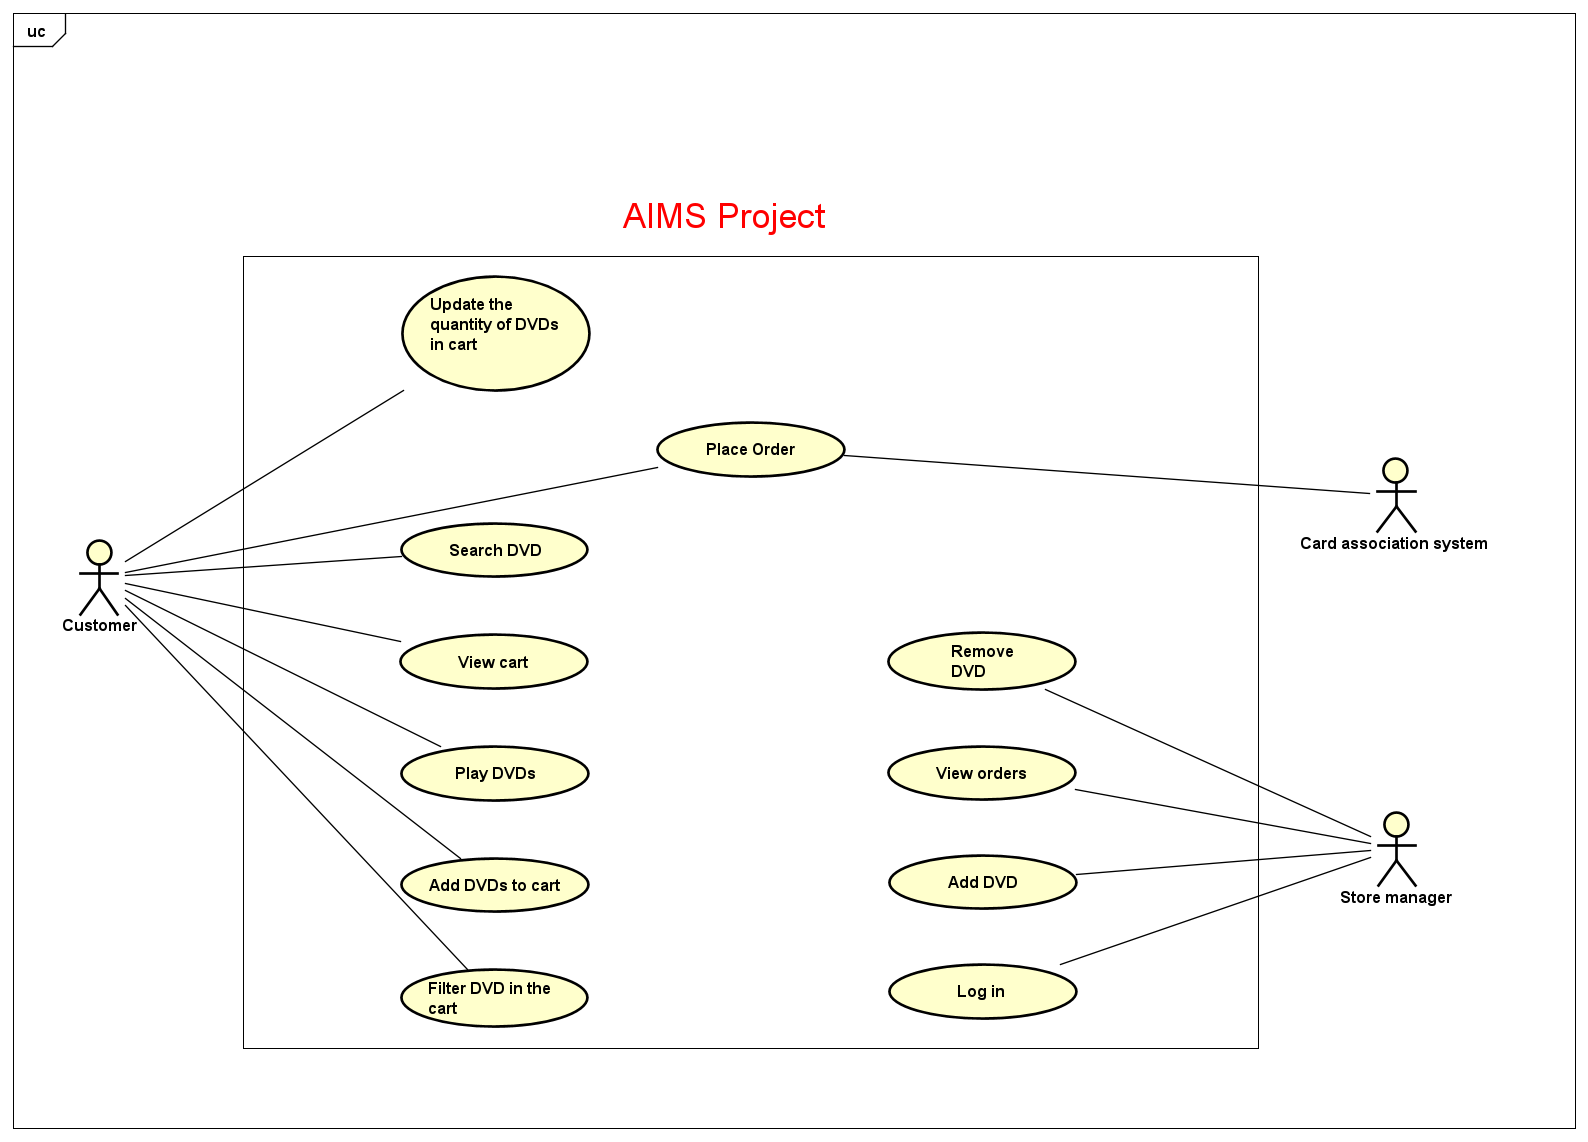 uc
AIMS Project
Update the
quantity of DVDs
in cart
Place Order
Search DVD
Card association system
Customer
View cart
Remove
DVD
Play DVDs
View orders
Add DVDs to cart
Add DVD
Store manager
Filter DVD in the
cart
Log in